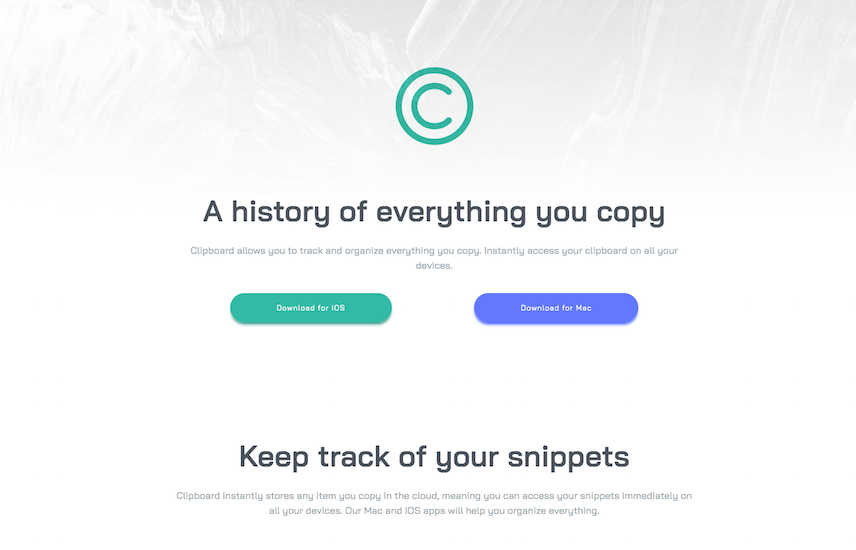 A history of everything you copy
Clipboard allows you to track and organize everything you copy. Instantly access your clipboard on all your
devices.
Download for iOS
Download for Mac
Keep track of your snippets
Clipboard instantly stores any item you copy in the cloud, meaning you can access your snippets immediately on
all your devices. Our Mac and iOS apps will help you organize everything.